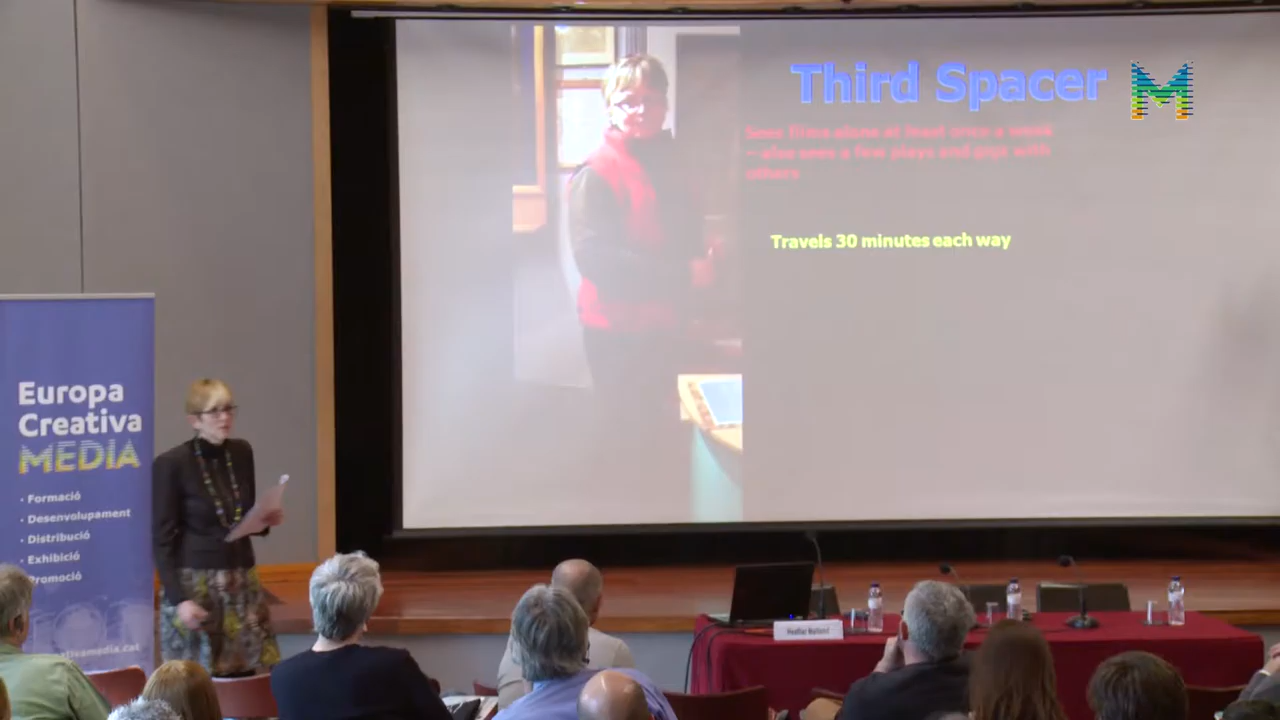 Third Spacer
M
Sees films alone at least once a week
– also sees a few plays and gigs with
others
Travels 30 minutes each way
Europa
Creativa
MEDIA
• Formació
• Desenvolupament
• Distribució
• Exhibició
Promoció